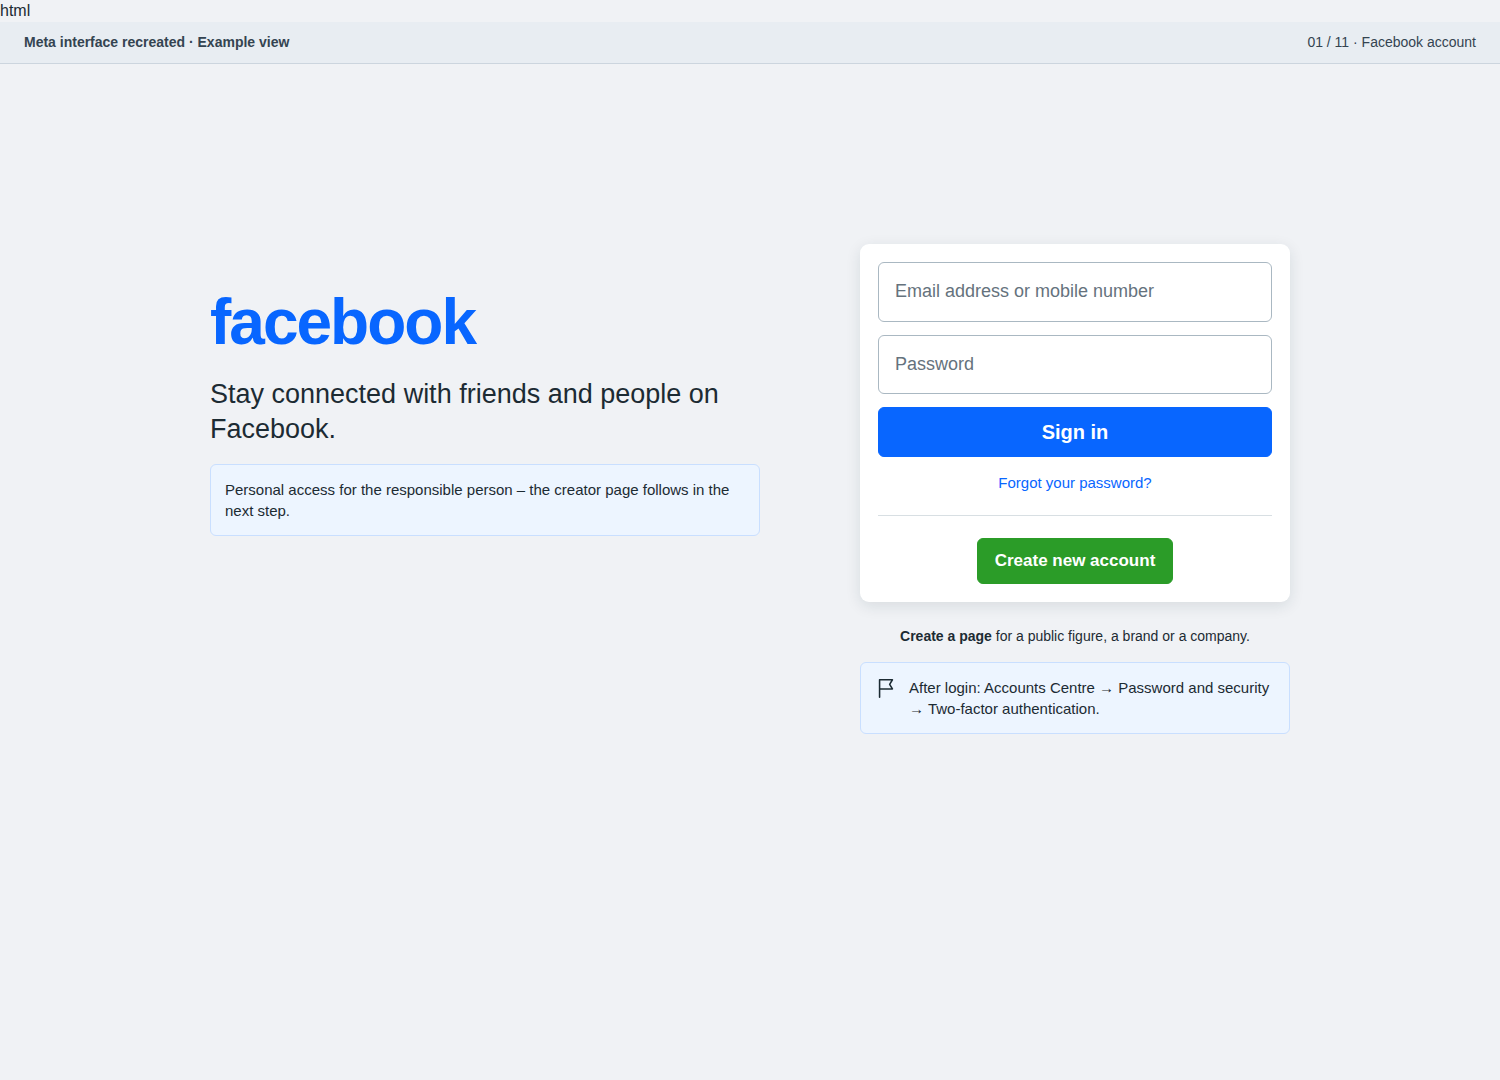 html
Meta interface recreated · Example view
01 / 11 · Facebook account
facebook
Stay connected with friends and people on
Facebook.
Personal access for the responsible person – the creator page follows in the
next step.
Email address or mobile number
Password
Sign in
Forgot your password?
Create new account
Create a page for a public figure, a brand or a company.
After login: Accounts Centre → Password and security
→ Two-factor authentication.